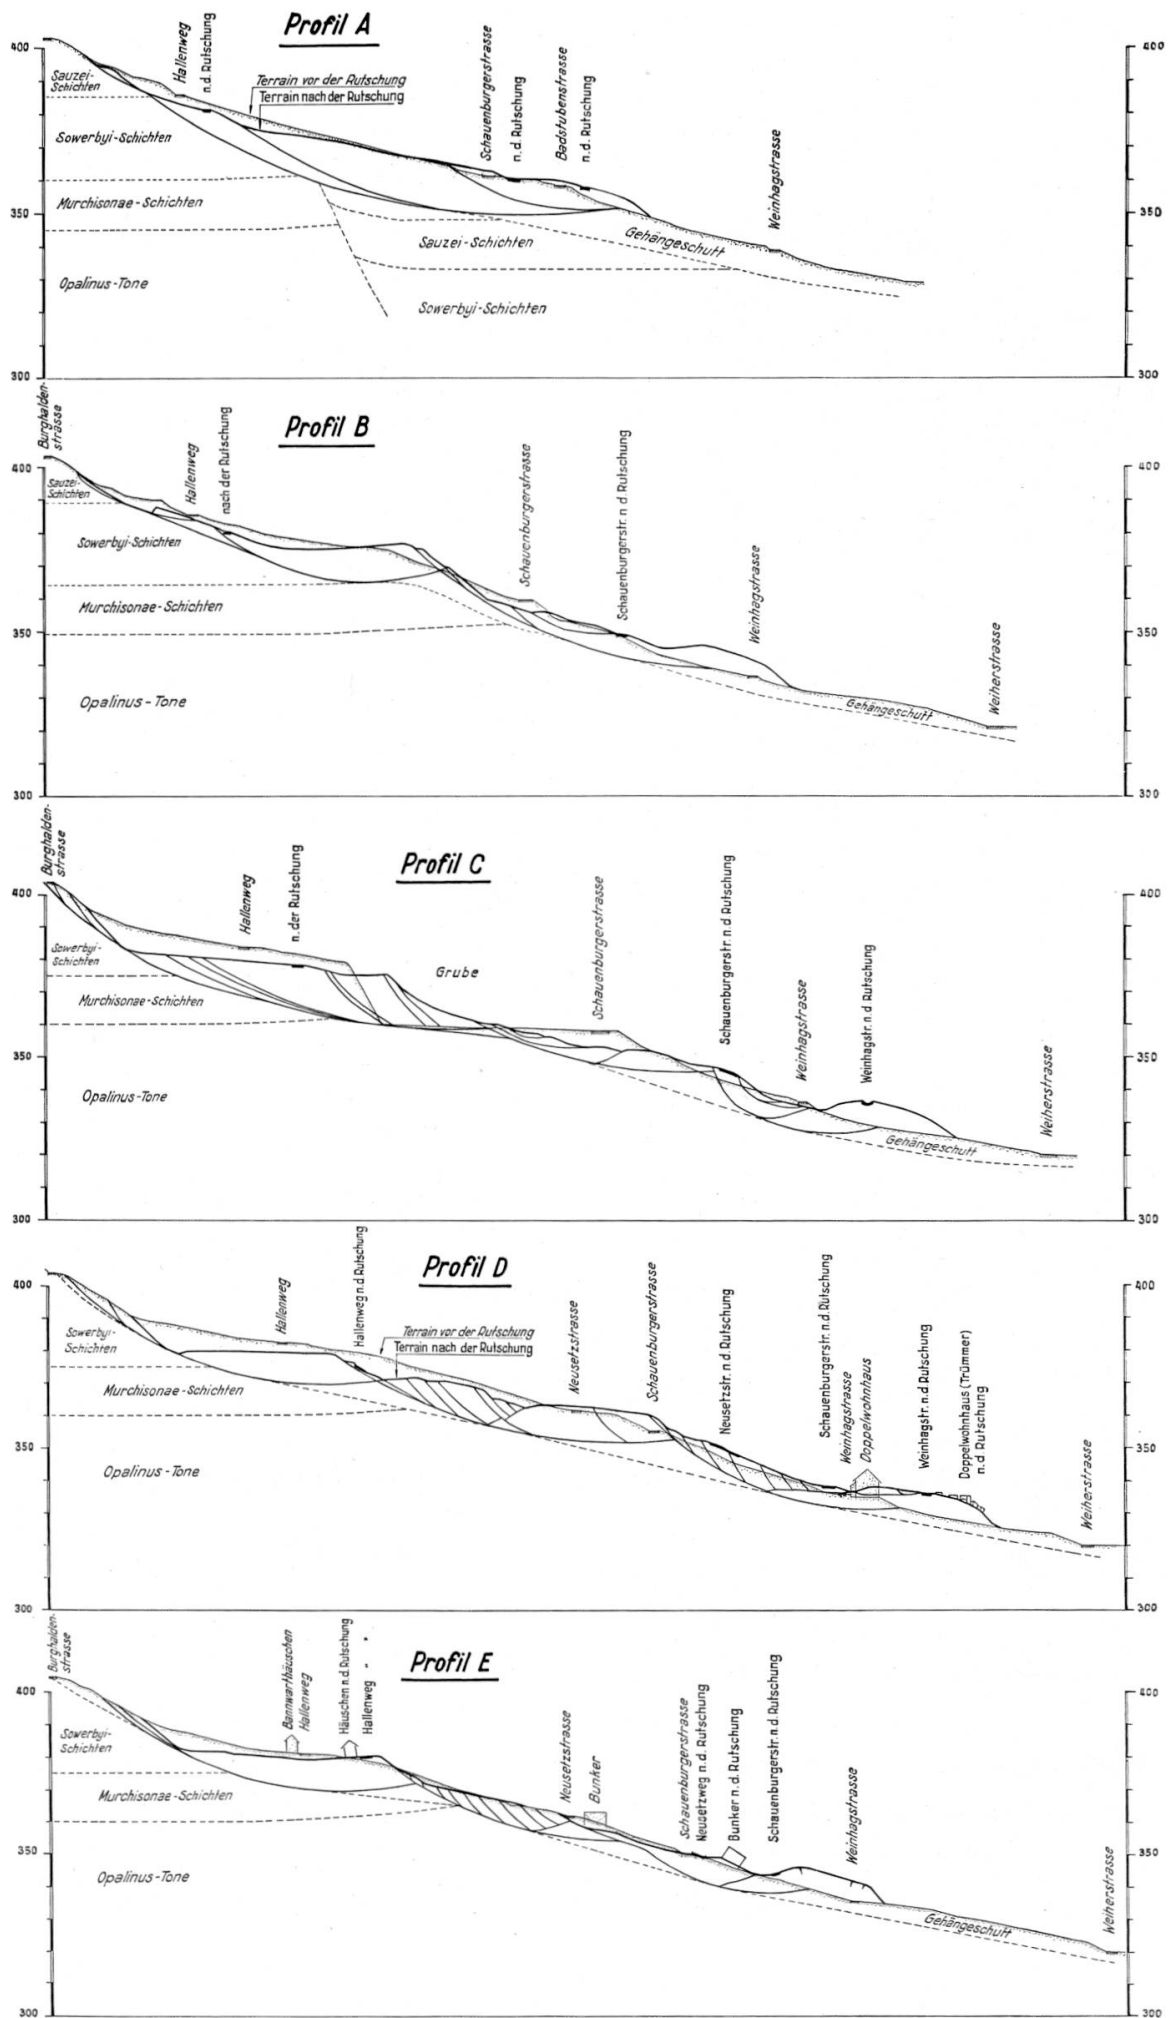 Profil A
400
400
Hallenweg
n.d. Rutschung
Sauzei-
Schichten
Terrain vor der Rutschung
Terrain nach der Rutschung
Schauenburgerstrasse
n.d. Rutschung
Badstubenstrasse
n.d. Rutschung
Weinhagstrasse
Sowerbyi-Schichten
Murchisonae-Schichten
350
350
Sauzei-Schichten
Gehängeschutt
Opalinus-Tone
Sowerbyi-Schichten
300
300
Burghalden-
strasse
Profil B
400
400
Hallenweg
nach der Rutschung
Sauzei-
Schichten
Schauenburgerstrasse
Schauenburgerstr. n d. Rutschung
Weinhagstrasse
Weiherstrasse
Sowerbyi-Schichten
Murchisonae-Schichten
350
350
Opalinus-Tone
Gehängeschutt
300
300
Burghalden-
strasse
Profil C
400
400
Hallenweg
n. der Rutschung
Grube
Schauenburgerstrasse
Schauenburgerstr. n. d Rutschung
Weinhagstrasse
Weinhagstr. n.d Rutschung
Weiherstrasse
Sowerbyi-
Schichten
Murchisonae-Schichten
350
350
Opalinus-Tone
Gehängeschutt
300
300
Profil D
400
400
Hallenweg
Hallenweg n.d Rutschung
Terrain vor der Rutschung
Terrain nach der Rutschung
Neusetzstrasse
Schauenburgerstrasse
Neusetzstr. n.d. Rutschung
Schauenburgerstr. n.d. Rutschung
Weinhagstrasse
Doppelwohnhaus
Weinhagstr. n.d Rutschung
Doppelwohnhaus (Trümmer)
n.d Rutschung
Weiherstrasse
Sowerbyi-
Schichten
Murchisonae-Schichten
350
350
Opalinus-Tone
300
300
Burghalden-
strasse
Profil E
400
400
Bannwarthäuschen
Hallenweg
Häuschen n.d. Rutschung
Hallenweg " "
Neusetzstrasse
Bunker
Schauenburgerstrasse
Neusetzweg n.d. Rutschung
Bunker n.d. Rutschung
Schauenburgerstr. n.d. Rutschung
Weinhagstrasse
Weiherstrasse
Sowerbyi-
Schichten
Murchisonae-Schichten
350
350
Opalinus-Tone
Gehängeschutt
300
300